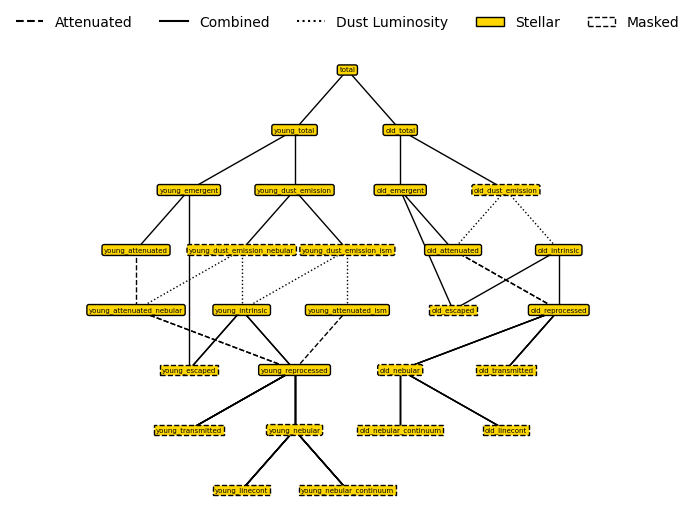 Attenuated Combined Dust Luminosity Stellar Masked
total
young_total old_total
young_emergent young_dust_emission old_emergent old_dust_emission
young_attenuated young_dust_emission_nebular young_dust_emission_ism old_attenuated old_intrinsic
young_attenuated_nebular young_intrinsic young_attenuated_ism old_escaped old_reprocessed
young_escaped young_reprocessed old_nebular old_transmitted
young_transmitted young_nebular old_nebular_continuum old_linecont
young_linecont young_nebular_continuum